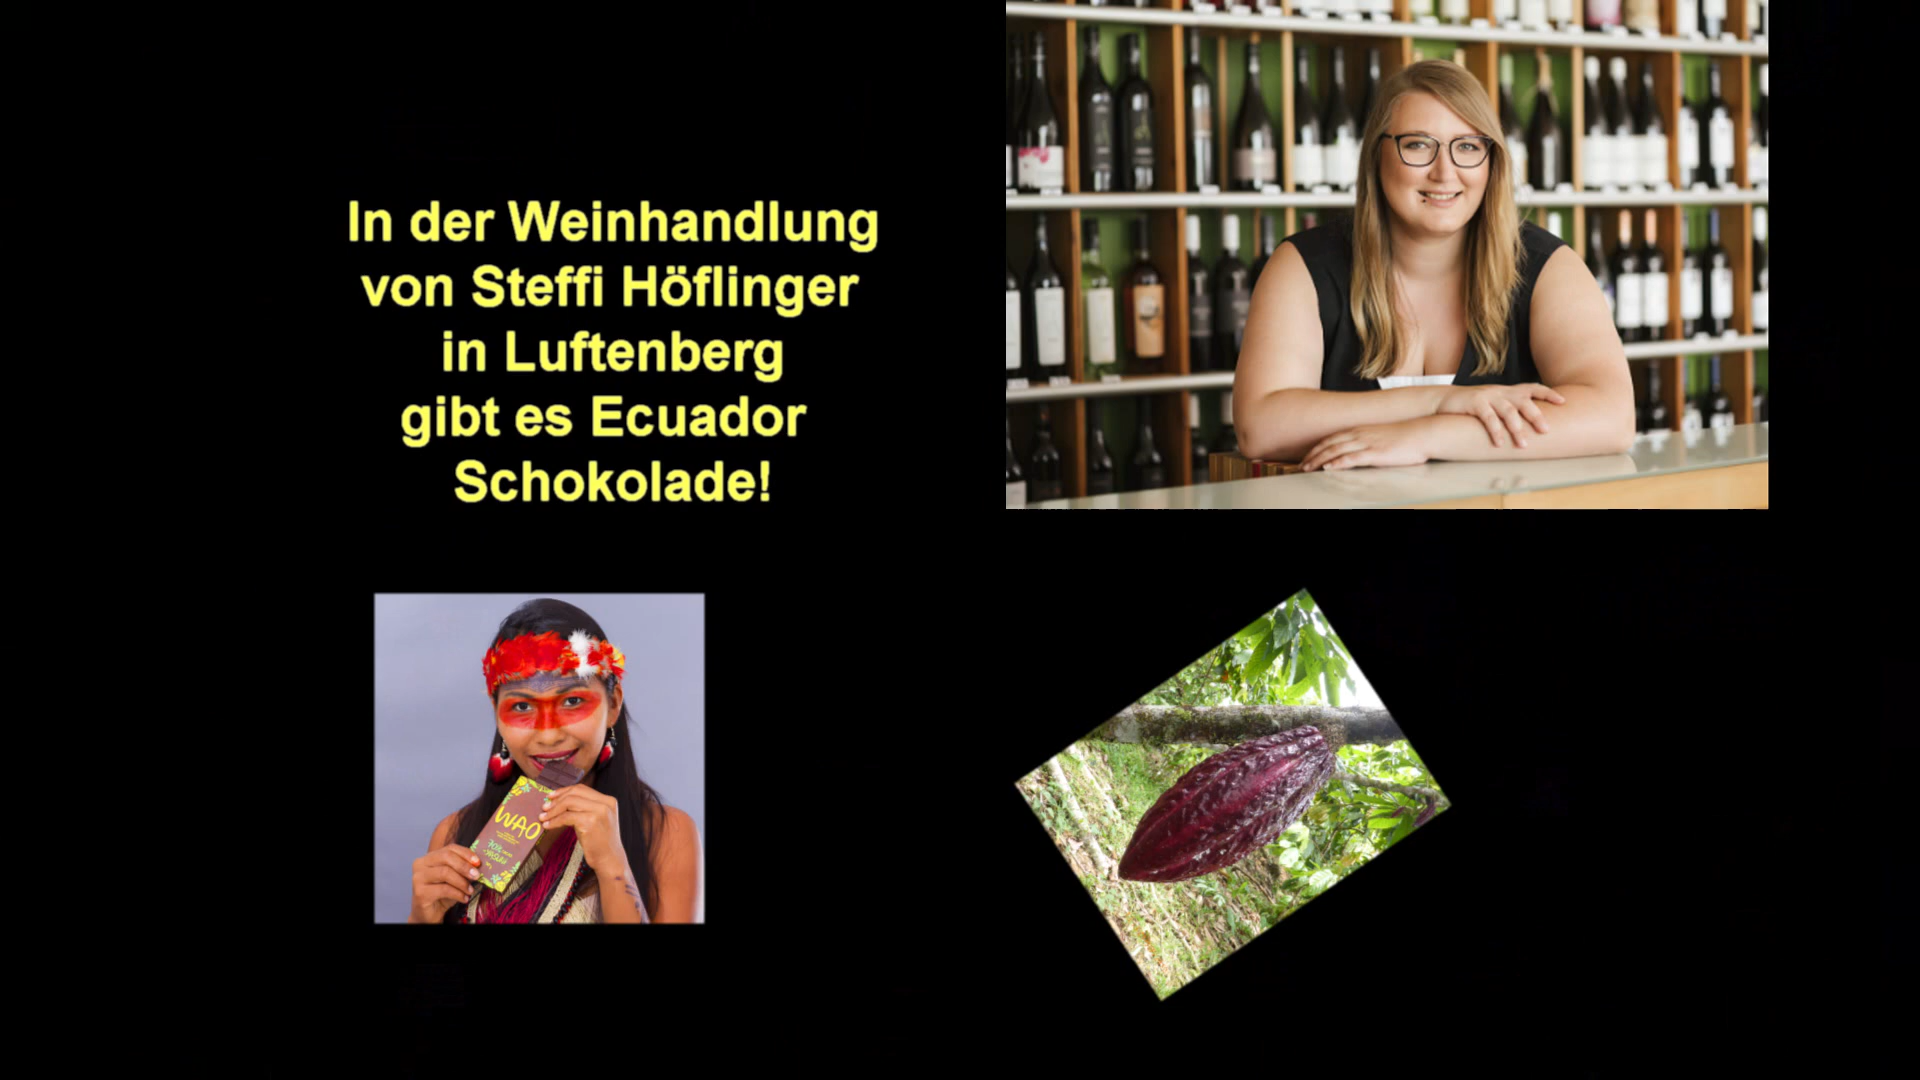 In der Weinhandlung
von Steffi Höflinger
in Luftenberg
gibt es Ecuador
Schokolade!
WAO